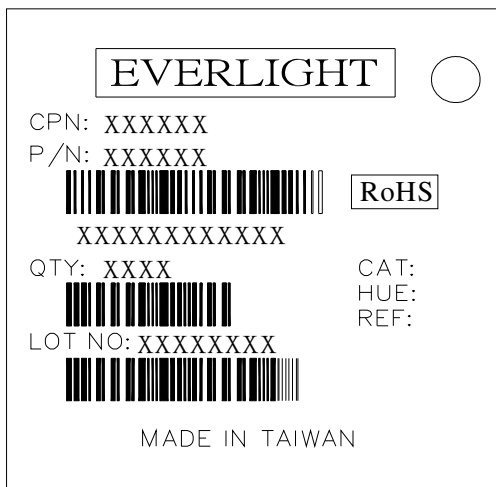 EVERLIGHT
CPN: XXXXXX
P/N: XXXXXX
RoHS
XXXXXXXXXXXX
QTY: XXXX
CAT:
HUE:
REF:
LOT NO: XXXXXXXX
MADE IN TAIWAN